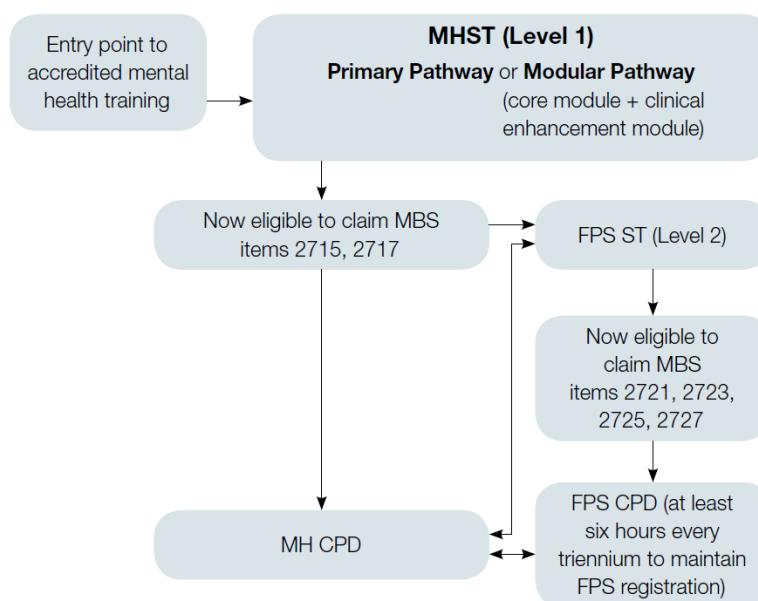 Entry point to
accredited mental
health training
MHST (Level 1)
Primary Pathway or Modular Pathway
(core module + clinical
enhancement module)
Now eligible to claim MBS
items 2715, 2717
FPS ST (Level 2)
Now eligible to
claim MBS
items 2721, 2723,
2725, 2727
MH CPD
FPS CPD (at least
six hours every
triennium to maintain
FPS registration)